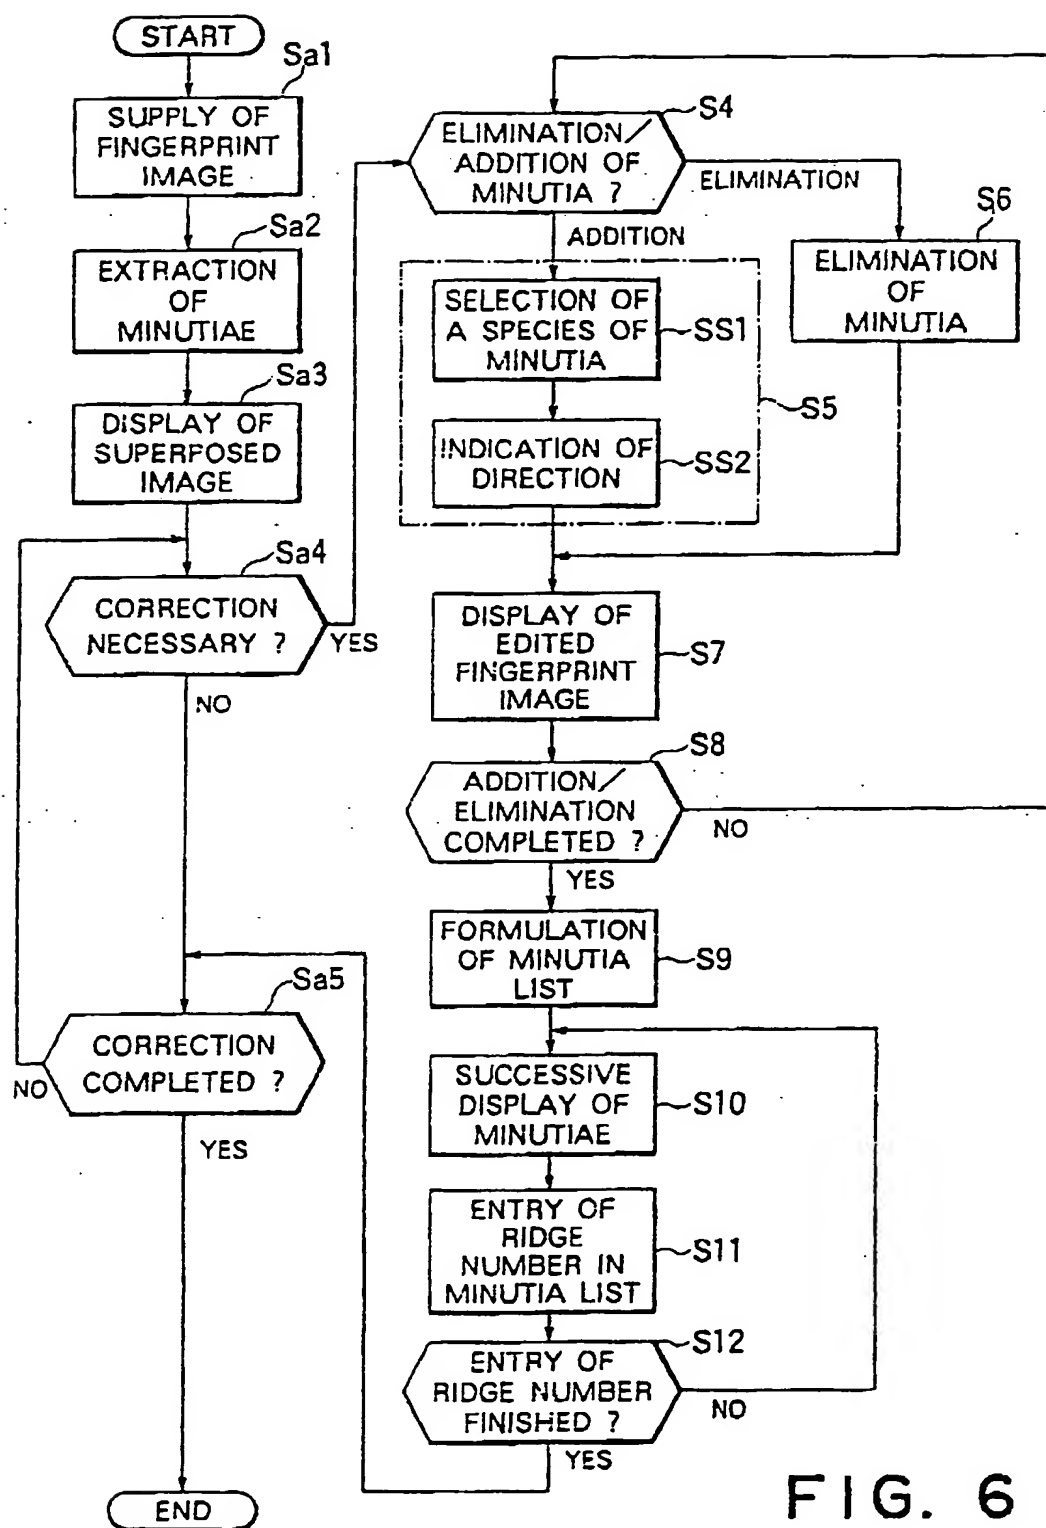 START
Sa1
SUPPLY OF
FINGERPRINT
IMAGE
Sa2
EXTRACTION
OF
MINUTIAE
Sa3
DISPLAY OF
SUPERPOSED
IMAGE
Sa4
CORRECTION
NECESSARY ?
YES
NO
Sa5
CORRECTION
COMPLETED ?
NO
YES
END
S4
ELIMINATION/
ADDITION OF
MINUTIA ?
ELIMINATION
ADDITION
S6
ELIMINATION
OF
MINUTIA
SELECTION OF
A SPECIES OF
MINUTIA
SS1
S5
INDICATION OF
DIRECTION
SS2
DISPLAY OF
EDITED
FINGERPRINT
IMAGE
S7
S8
ADDITION/
ELIMINATION
COMPLETED ?
NO
YES
FORMULATION
OF MINUTIA
LIST
S9
SUCCESSIVE
DISPLAY OF
MINUTIAE
S10
ENTRY OF
RIDGE
NUMBER IN
MINUTIA LIST
S11
S12
ENTRY OF
RIDGE NUMBER
FINISHED ?
NO
YES
FIG. 6